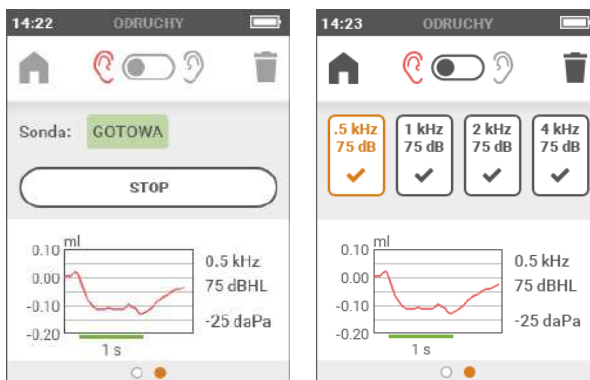 14:22 ODRUCHY
Sonda: GOTOWA
STOP
ml
0.10
0.00
-0.10
-0.20
0.5 kHz
75 dBHL
-25 daPa
1 s
14:23 ODRUCHY
.5 kHz
75 dB
1 kHz
75 dB
2 kHz
75 dB
4 kHz
75 dB
ml
0.10
0.00
-0.10
-0.20
0.5 kHz
75 dBHL
-25 daPa
1 s